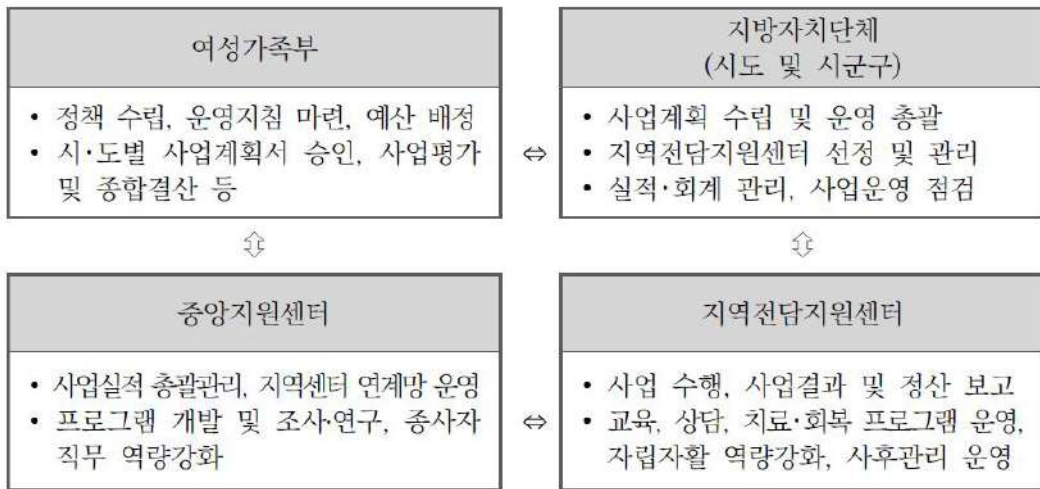 여성가족부
• 정책 수립, 운영지침 마련, 예산 배정
• 시·도별 사업계획서 승인, 사업평가
및 종합결산 등
⇔
지방자치단체
(시도 및 시군구)
• 사업계획 수립 및 운영 총괄
• 지역전담지원센터 선정 및 관리
• 실적·회계 관리, 사업운영 점검
⇕
⇕
중앙지원센터
• 사업실적 총괄관리, 지역센터 연계망 운영
• 프로그램 개발 및 조사·연구, 종사자
직무 역량강화
⇔
지역전담지원센터
• 사업 수행, 사업결과 및 정산 보고
• 교육, 상담, 치료·회복 프로그램 운영,
자립자활 역량강화, 사후관리 운영